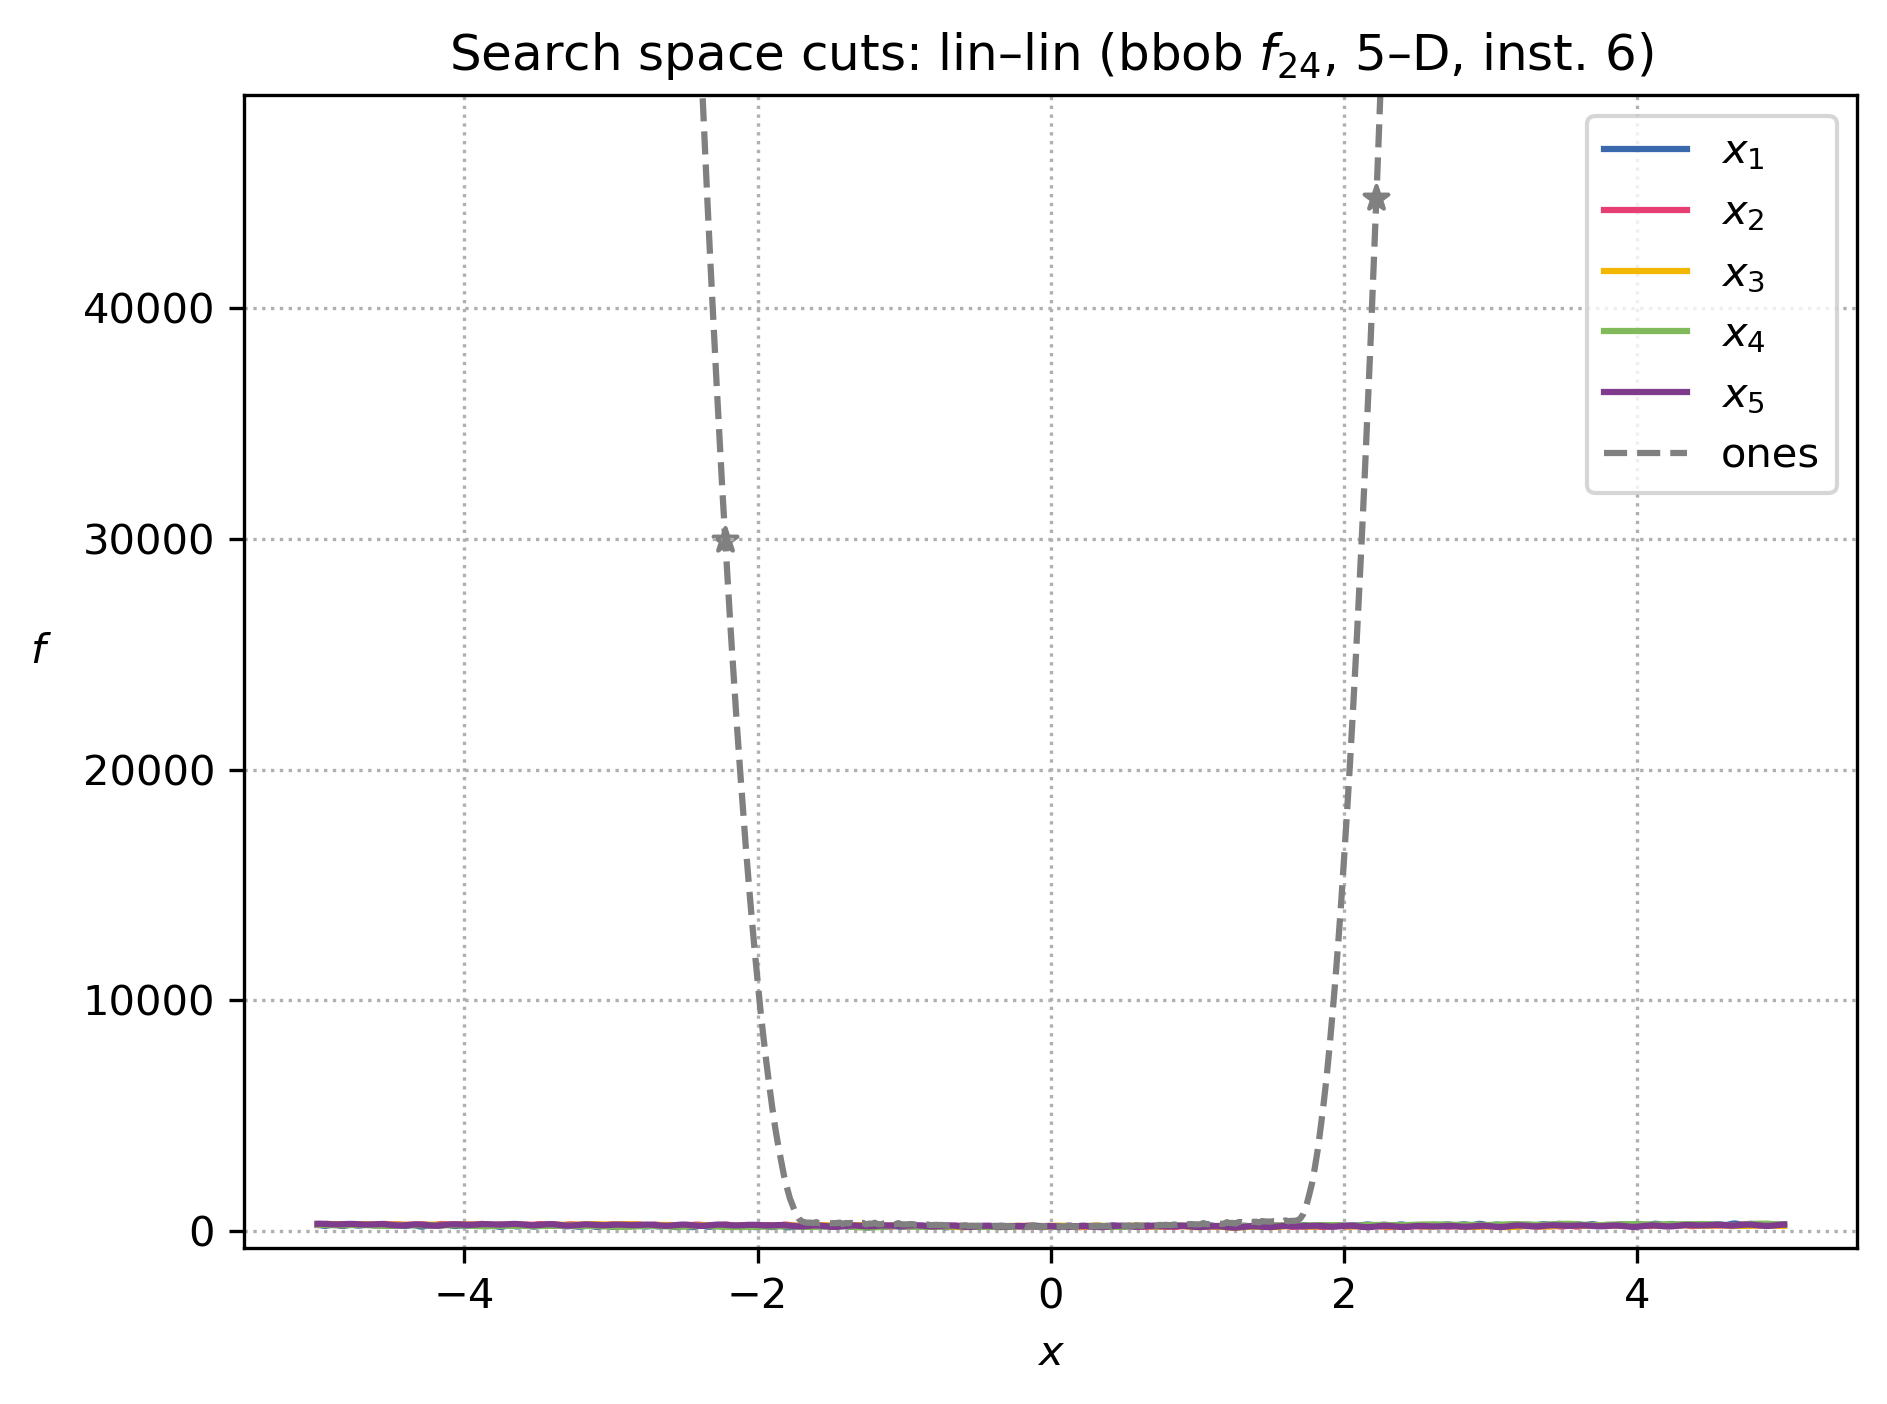 Search space cuts: lin–lin (bbob f₂₄, 5–D, inst. 6)
x₁
x₂
x₃
x₄
x₅
ones
40000
30000
20000
10000
0
f
−4 −2 0 2 4
x